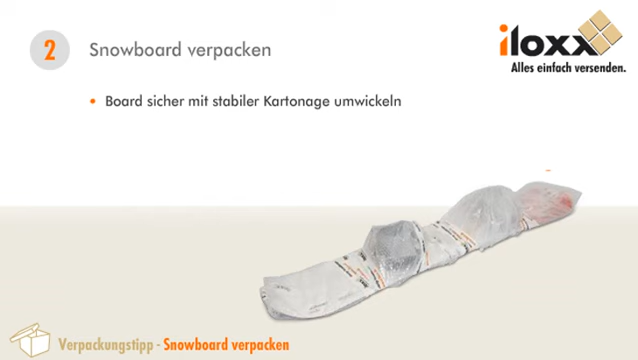 2
Snowboard verpacken
iloxx
Alles einfach versenden.
• Board sicher mit stabiler Kartonage umwickeln
Verpackungstipp - Snowboard verpacken